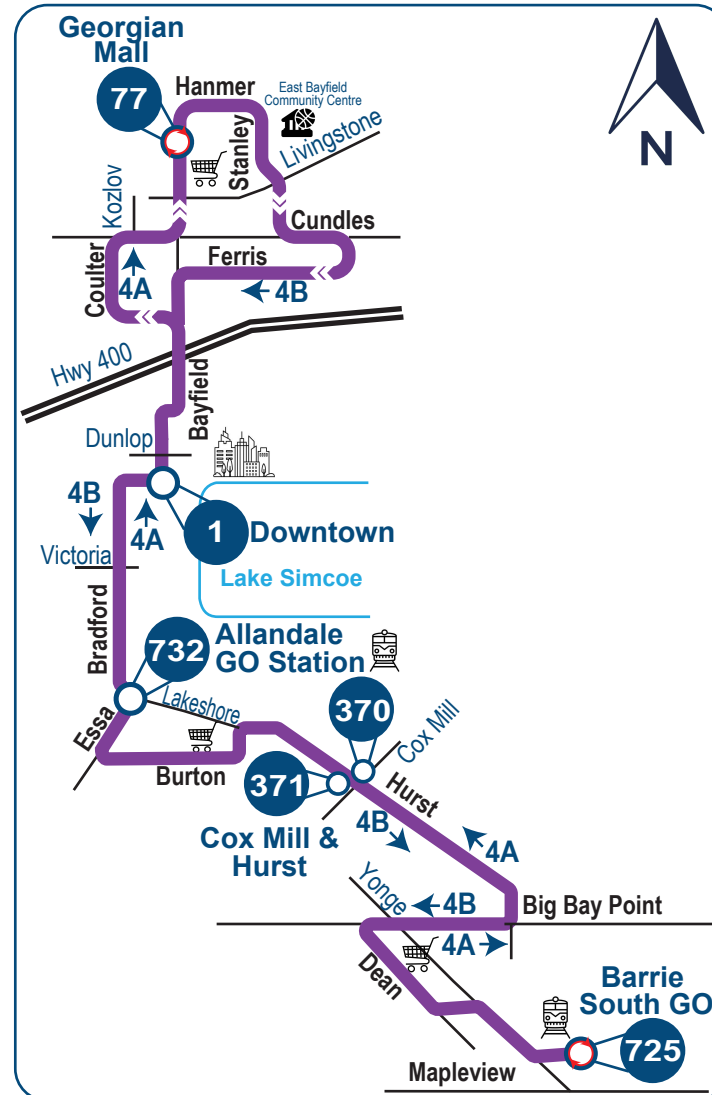 Georgian
Mall
77
Hanmer
East Bayfield
Community Centre
Stanley
Livingstone
N
Kozlov
Cundles
Coulter
4A
Ferris
4B
Hwy 400
Bayfield
Dunlop
4B
4A
1
Downtown
Victoria
Lake Simcoe
Bradford
732
Allandale
GO Station
Lakeshore
370
Cox Mill
Essa
Burton
371
Hurst
Cox Mill &
Hurst
4B
4A
Yonge
4B
Big Bay Point
4A
Dean
Barrie
South GO
725
Mapleview